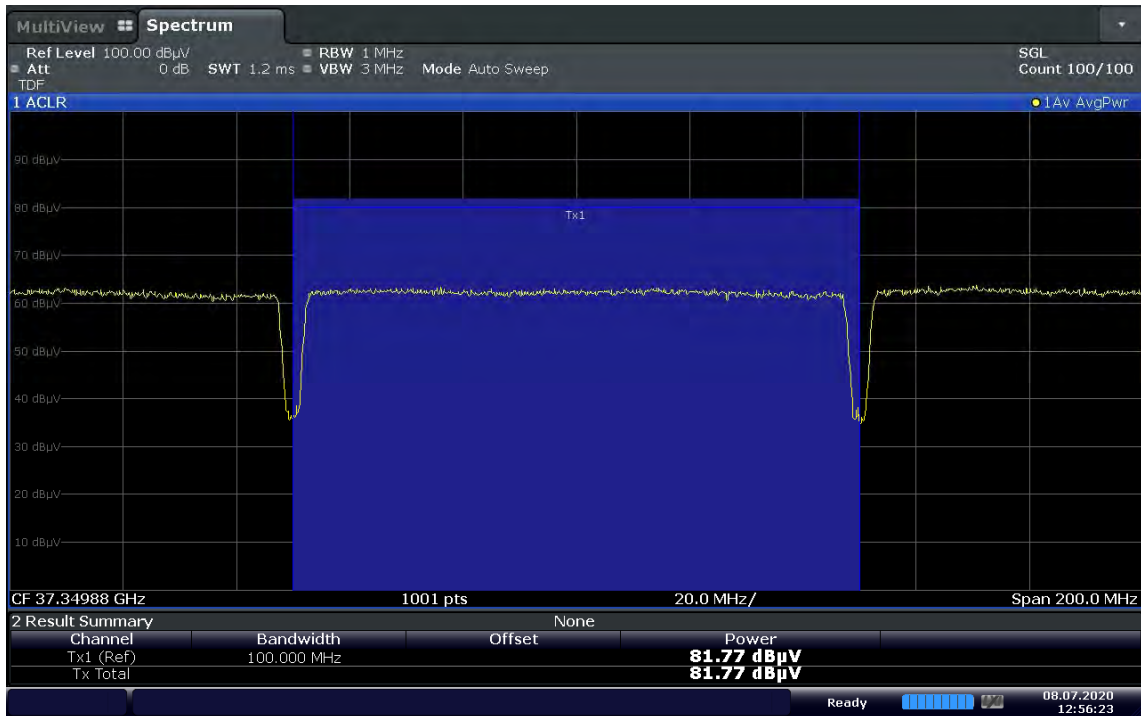 MultiView Spectrum
Ref Level 100.00 dBµV RBW 1 MHz SGL
Att 0 dB SWT 1.2 ms VBW 3 MHz Mode Auto Sweep Count 100/100
TDF
1 ACLR 1Av AvgPwr
90 dBµV
80 dBµV
Tx1
70 dBµV
60 dBµV
50 dBµV
40 dBµV
30 dBµV
20 dBµV
10 dBµV
CF 37.34988 GHz 1001 pts 20.0 MHz/ Span 200.0 MHz
2 Result Summary None
Channel Bandwidth Offset Power
Tx1 (Ref) 100.000 MHz 81.77 dBµV
Tx Total 81.77 dBµV
Ready 08.07.2020
12:56:23